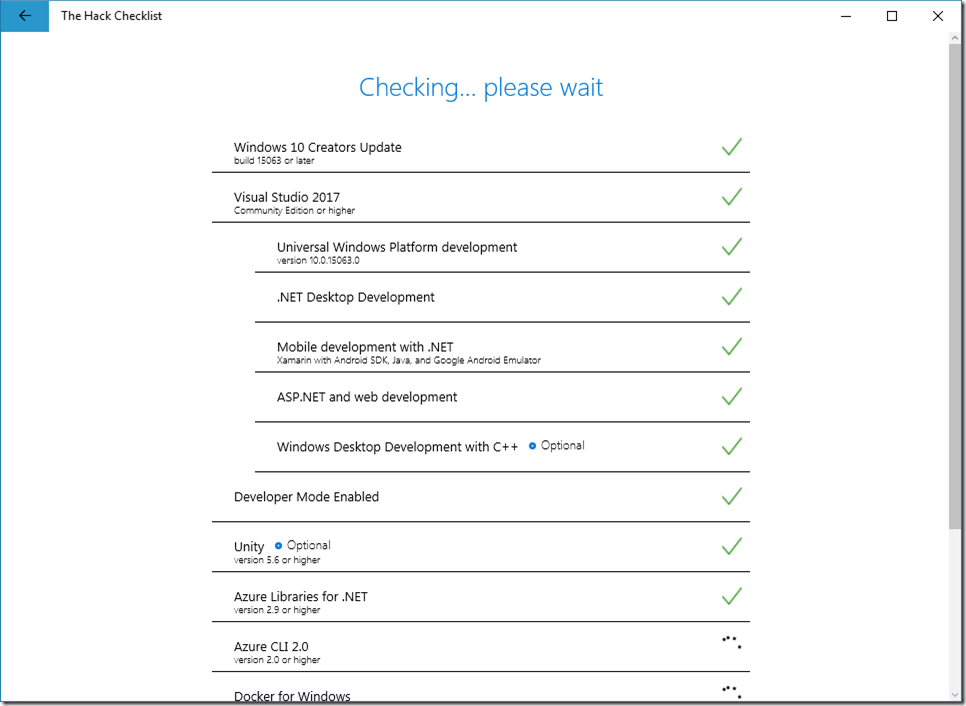 The Hack Checklist
Checking... please wait
Windows 10 Creators Update
build 15063 or later
Visual Studio 2017
Community Edition or higher
Universal Windows Platform development
version 10.0.15063.0
.NET Desktop Development
Mobile development with .NET
Xamarin with Android SDK, Java, and Google Android Emulator
ASP.NET and web development
Windows Desktop Development with C++ Optional
Developer Mode Enabled
Unity Optional
version 5.6 or higher
Azure Libraries for .NET
version 2.9 or higher
Azure CLI 2.0
version 2.0 or higher
Docker for Windows